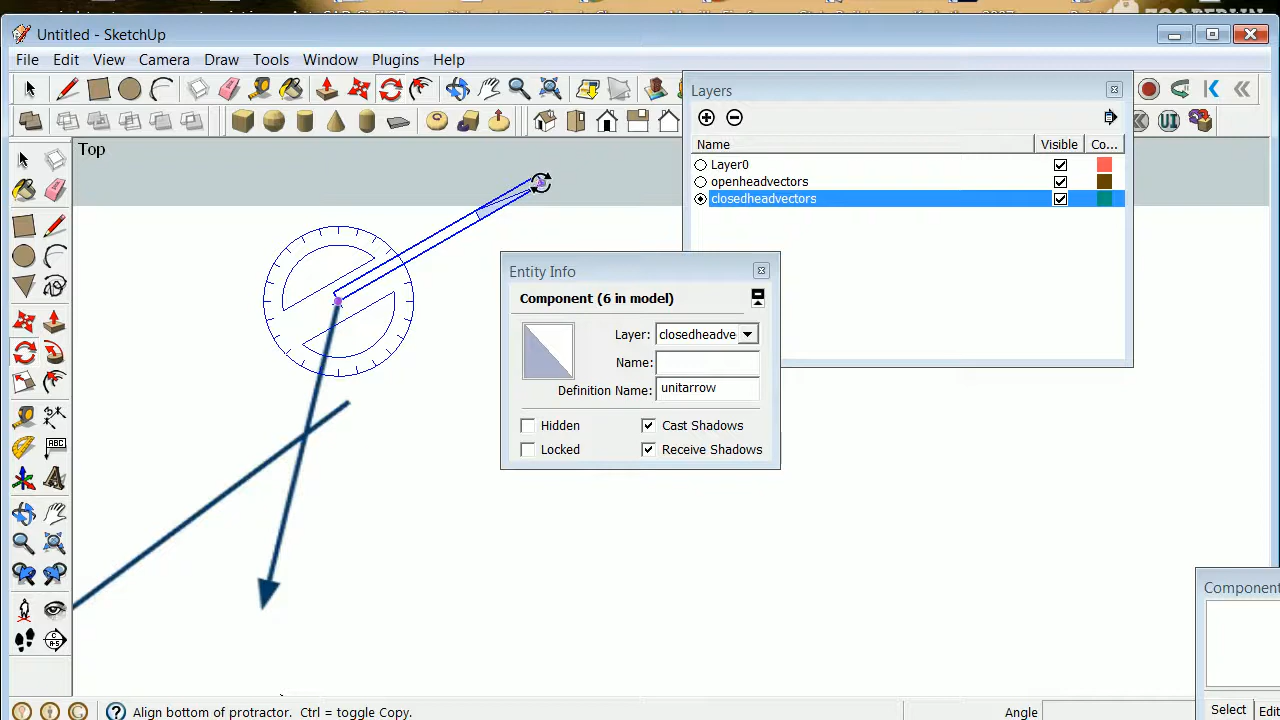 Untitled - SketchUp
File Edit View Camera Draw Tools Window Plugins Help
Layers
UI
Name Visible Co...
Top
Layer0
openheadvectors
closedheadvectors
Entity Info
Component (6 in model)
Layer: closedheadve
Name:
Definition Name: unitarrow
Hidden Cast Shadows
Locked Receive Shadows
ABC
A
Component
Select Edit
Align bottom of protractor. Ctrl = toggle Copy. Angle